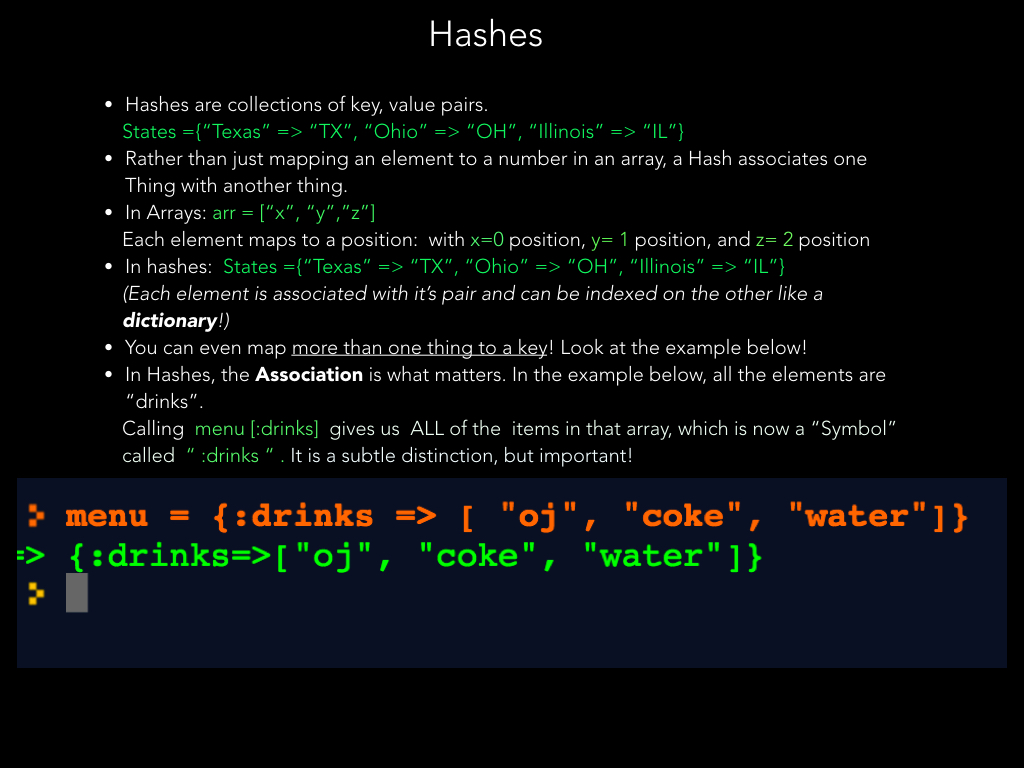 Hashes
• Hashes are collections of key, value pairs.
States ={“Texas” => “TX”, “Ohio” => “OH”, “Illinois” => “IL”}
• Rather than just mapping an element to a number in an array, a Hash associates one
Thing with another thing.
• In Arrays: arr = [“x”, “y”,”z”]
Each element maps to a position:  with x=0 position, y= 1 position, and z= 2 position
• In hashes:  States ={“Texas” => “TX”, “Ohio” => “OH”, “Illinois” => “IL”}
(Each element is associated with it’s pair and can be indexed on the other like a
dictionary!)
• You can even map more than one thing to a key! Look at the example below!
• In Hashes, the Association is what matters. In the example below, all the elements are
“drinks”.
Calling  menu [:drinks]  gives us  ALL of the  items in that array, which is now a “Symbol”
called  “ :drinks “ . It is a subtle distinction, but important!
> menu = {:drinks => [ "oj", "coke", "water"]}
=> {:drinks=>["oj", "coke", "water"]}
>